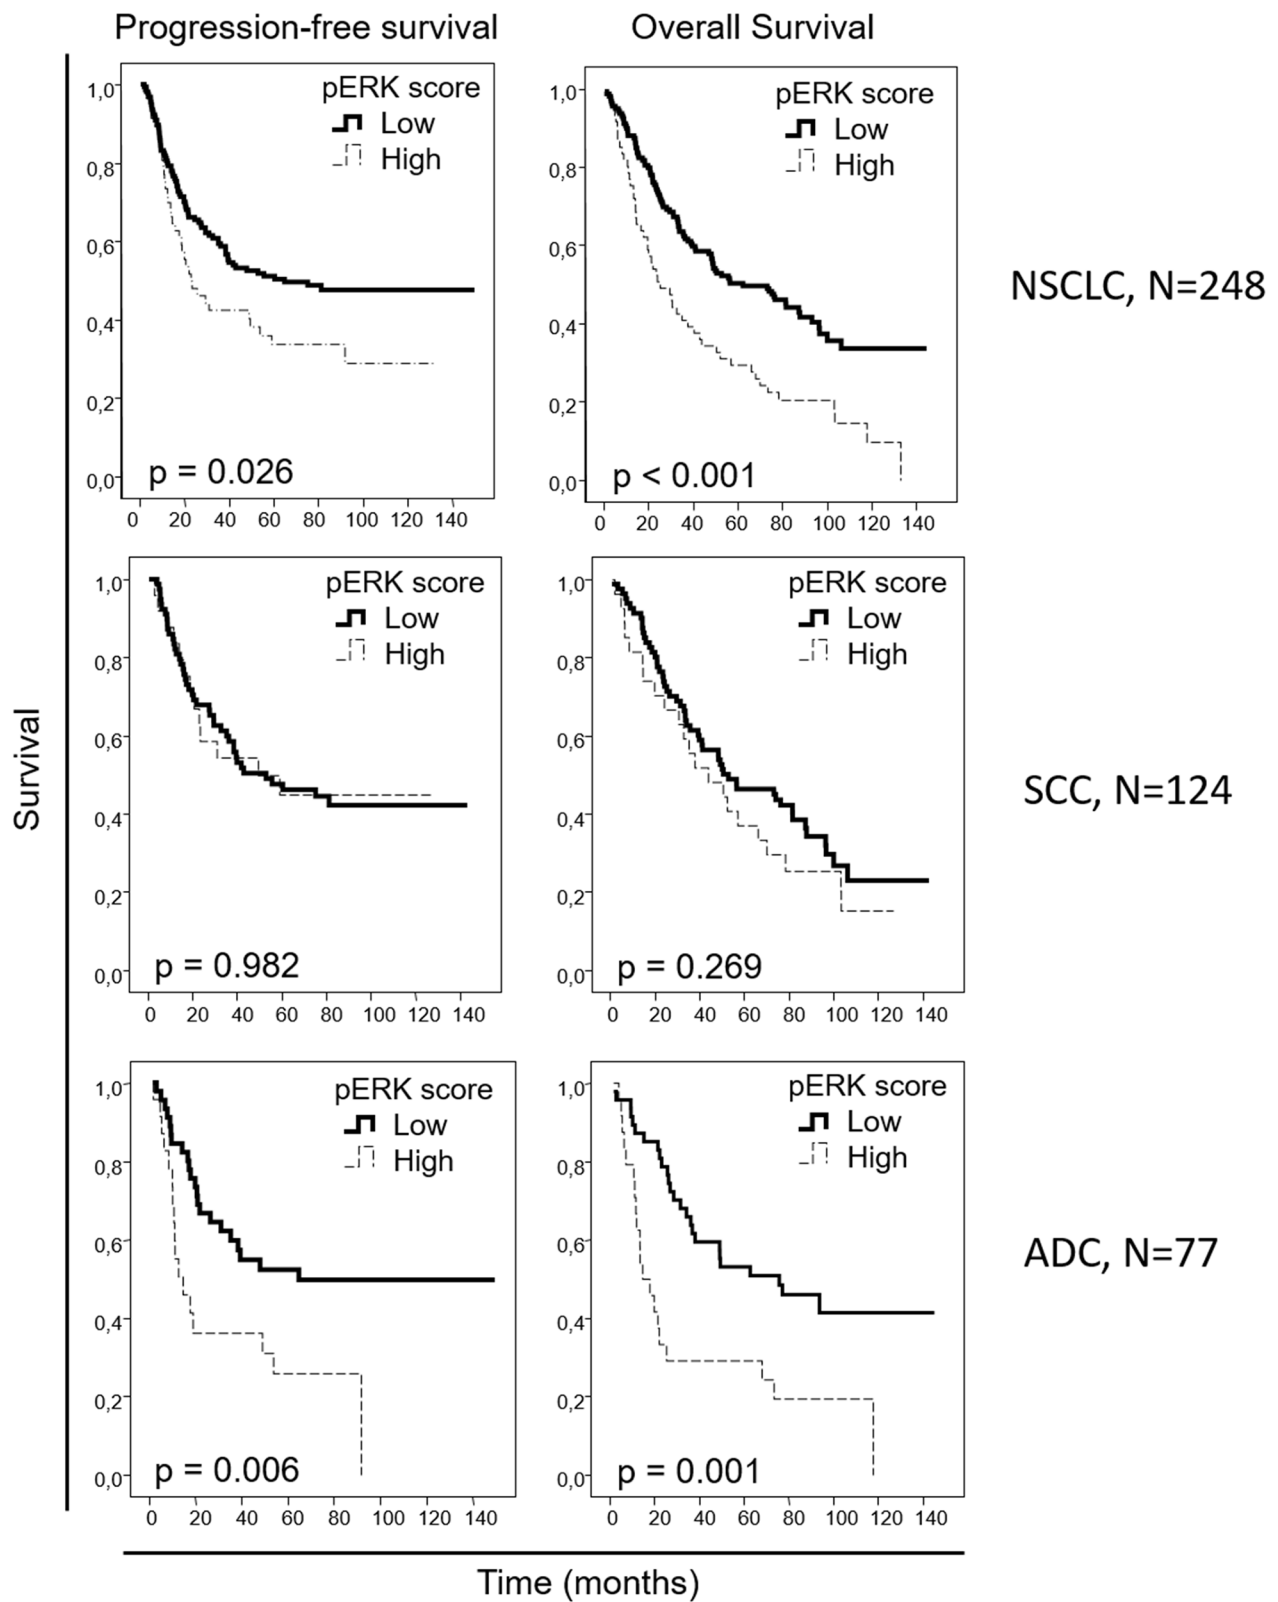 Progression-free survival
Overall Survival
pERK score
Low
High
1,0
0,8
0,6
0,4
0,2
0,0
p = 0.026
0 20 40 60 80 100 120 140
pERK score
Low
High
1,0
0,8
0,6
0,4
0,2
0,0
p < 0.001
0 20 40 60 80 100 120 140
NSCLC, N=248
Survival
pERK score
Low
High
1,0
0,8
0,6
0,4
0,2
0,0
p = 0.982
0 20 40 60 80 100 120 140
pERK score
Low
High
1,0
0,8
0,6
0,4
0,2
0,0
p = 0.269
0 20 40 60 80 100 120 140
SCC, N=124
pERK score
Low
High
1,0
0,8
0,6
0,4
0,2
0,0
p = 0.006
0 20 40 60 80 100 120 140
pERK score
Low
High
1,0
0,8
0,6
0,4
0,2
0,0
p = 0.001
0 20 40 60 80 100 120 140
ADC, N=77
Time (months)